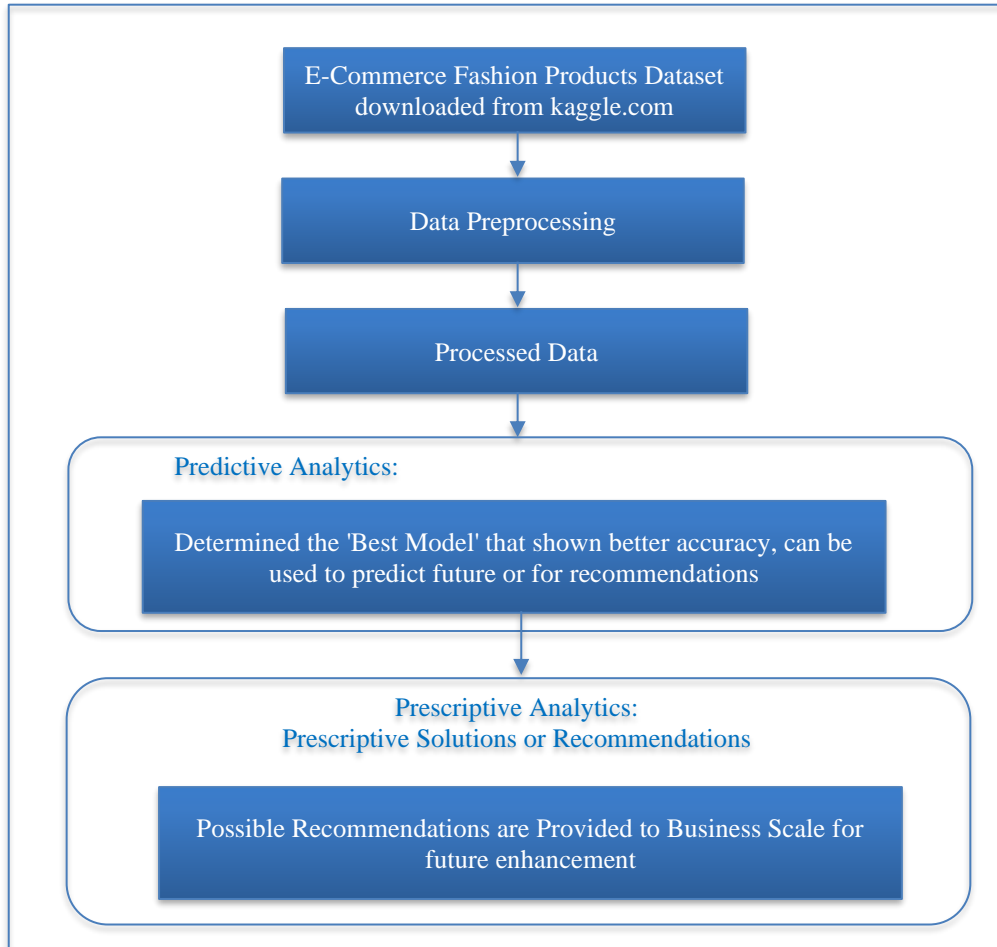 E-Commerce Fashion Products Dataset
downloaded from kaggle.com
Data Preprocessing
Processed Data
Predictive Analytics:
Determined the 'Best Model' that shown better accuracy, can be
used to predict future or for recommendations
Prescriptive Analytics:
Prescriptive Solutions or Recommendations
Possible Recommendations are Provided to Business Scale for
future enhancement